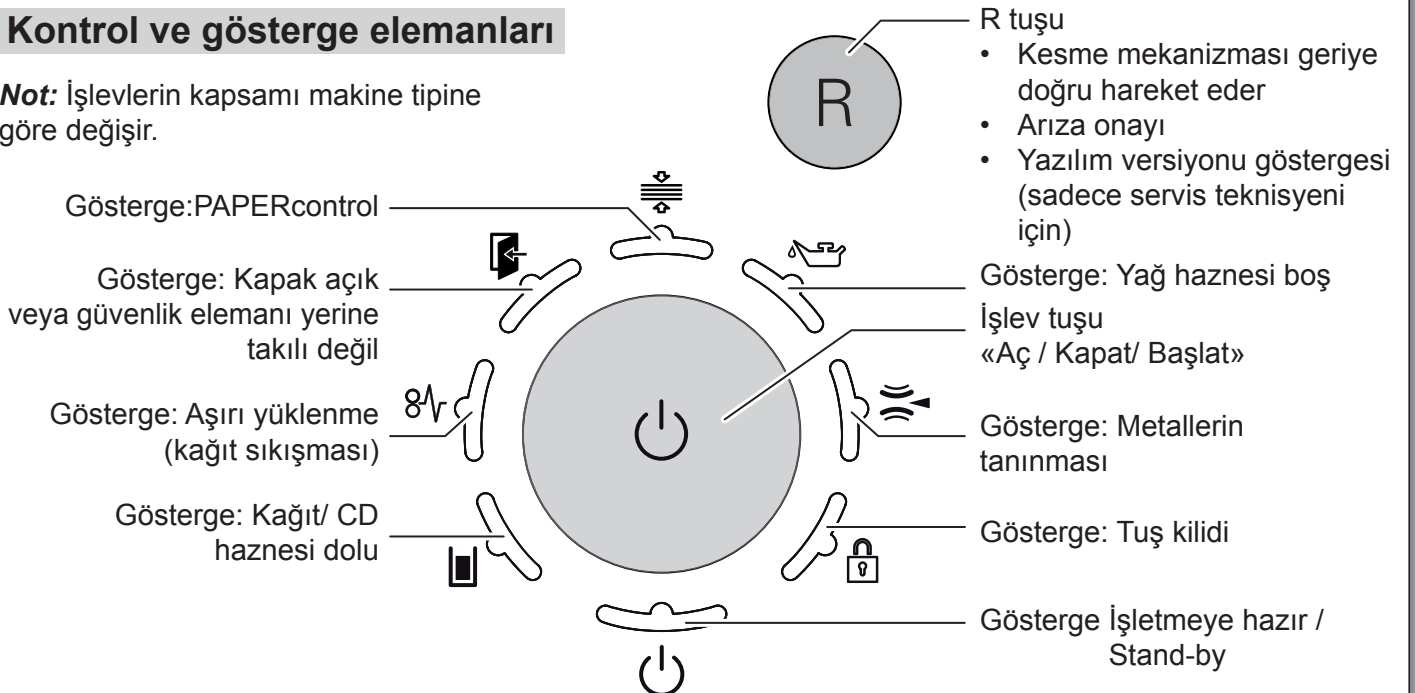 Kontrol ve gösterge elemanları
Not: İşlevlerin kapsamı makine tipine
göre değişir.
Gösterge:PAPERcontrol
Gösterge: Kapak açık
veya güvenlik elemanı yerine
takılı değil
Gösterge: Aşırı yüklenme
(kağıt sıkışması)
Gösterge: Kağıt/ CD
haznesi dolu
R
R tuşu
• Kesme mekanizması geriye
doğru hareket eder
• Arıza onayı
• Yazılım versiyonu göstergesi
(sadece servis teknisyeni
için)
Gösterge: Yağ haznesi boş
İşlev tuşu
«Aç / Kapat/ Başlat»
Gösterge: Metallerin
tanınması
Gösterge: Tuş kilidi
Gösterge İşletmeye hazır /
Stand-by